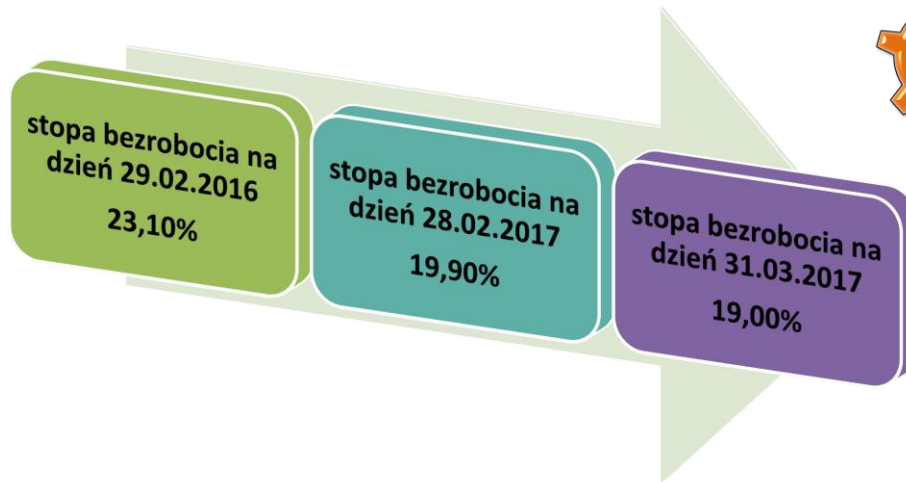 stopa bezrobocia na
dzień 29.02.2016
23,10%
stopa bezrobocia na
dzień 28.02.2017
19,90%
stopa bezrobocia na
dzień 31.03.2017
19,00%